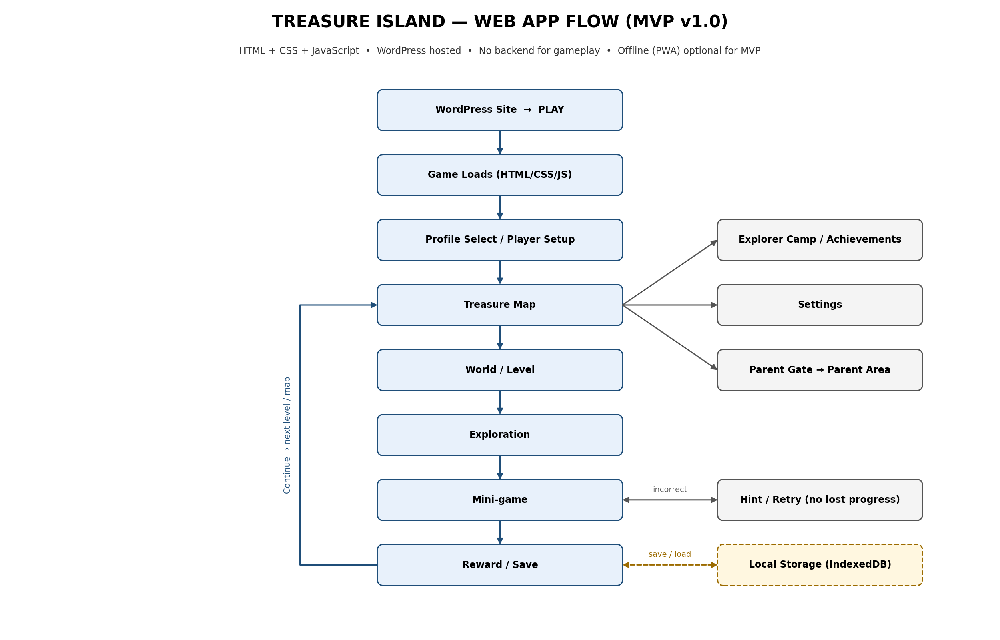 TREASURE ISLAND — WEB APP FLOW (MVP v1.0)
HTML + CSS + JavaScript • WordPress hosted • No backend for gameplay • Offline (PWA) optional for MVP
WordPress Site → PLAY
Game Loads (HTML/CSS/JS)
Profile Select / Player Setup
Explorer Camp / Achievements
Treasure Map
Settings
World / Level
Parent Gate → Parent Area
Continue → next level / map
Exploration
Mini-game
incorrect
Hint / Retry (no lost progress)
Reward / Save
save / load
Local Storage (IndexedDB)